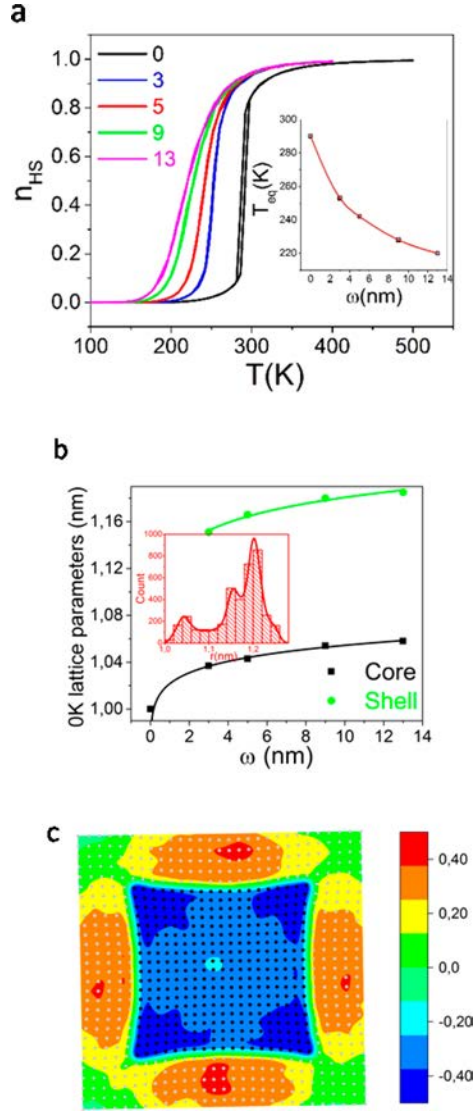 a
0
3
5
9
13
1.0
0.8
0.6
0.4
0.2
0.0
nHS
100
200
300
400
500
T(K)
300
280
260
240
220
Teq(K)
0 2 4 6 8 10 12 14
ω(nm)
b
1,16
1,12
1,08
1,04
1,00
0K lattice parameters (nm)
1000
800
600
400
200
0
Count
1.0
1.1
1.2
r(nm)
Core
Shell
0 2 4 6 8 10 12 14
ω (nm)
c
0,40
0,20
0,00
-0,20
-0,40